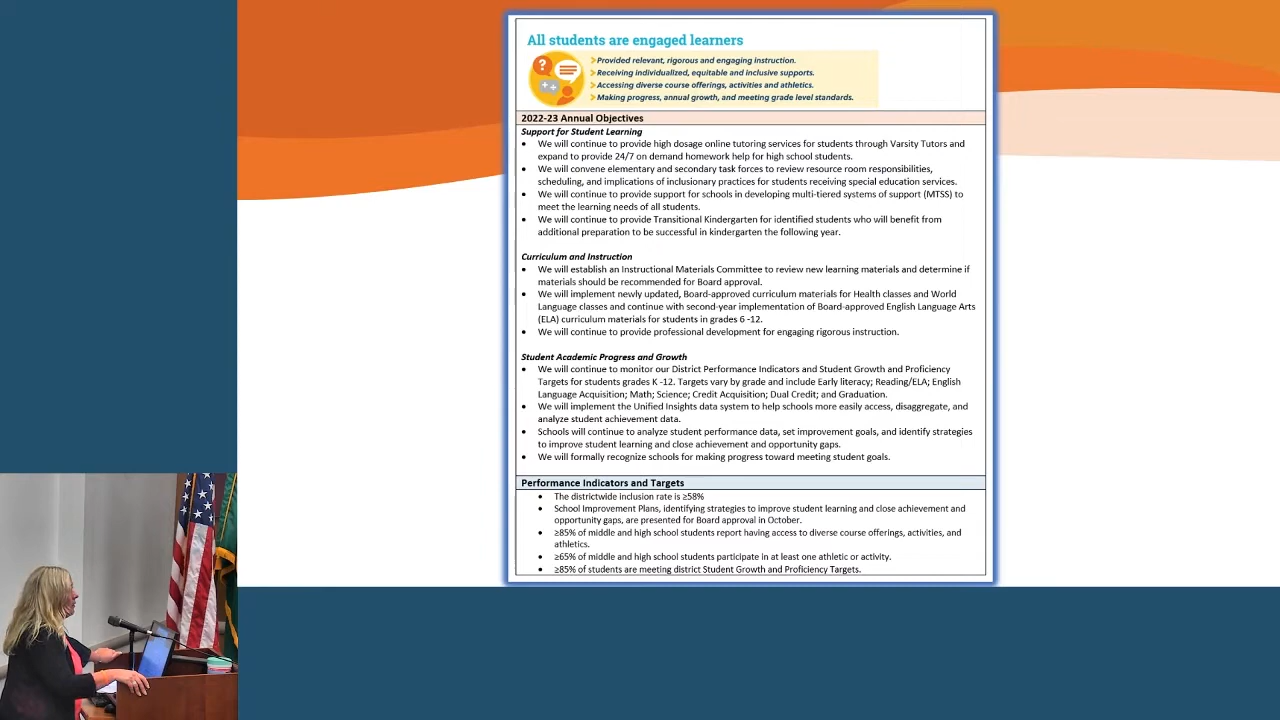 All students are engaged learners
Provided relevant, rigorous and engaging instruction.
Receiving individualized, equitable and inclusive supports.
Accessing diverse course offerings, activities and athletics.
Making progress, annual growth, and meeting grade level standards.
2022-23 Annual Objectives
Support for Student Learning
• We will continue to provide high dosage online tutoring services for students through Varsity Tutors and
expand to provide 24/7 on demand homework help for high school students.
• We will convene elementary and secondary task forces to review resource room responsibilities,
scheduling, and implications of inclusionary practices for students receiving special education services.
• We will continue to provide support for schools in developing multi-tiered systems of support (MTSS) to
meet the learning needs of all students.
• We will continue to provide Transitional Kindergarten for identified students who will benefit from
additional preparation to be successful in kindergarten the following year.
Curriculum and Instruction
• We will establish an Instructional Materials Committee to review new learning materials and determine if
materials should be recommended for Board approval.
• We will implement newly updated, Board-approved curriculum materials for Health classes and World
Language classes and continue with second-year implementation of Board-approved English Language Arts
(ELA) curriculum materials for students in grades 6 -12.
• We will continue to provide professional development for engaging rigorous instruction.
Student Academic Progress and Growth
• We will continue to monitor our District Performance Indicators and Student Growth and Proficiency
Targets for students grades K -12. Targets vary by grade and include Early literacy; Reading/ELA; English
Language Acquisition; Math; Science; Credit Acquisition; Dual Credit; and Graduation.
• We will implement the Unified Insights data system to help schools more easily access, disaggregate, and
analyze student achievement data.
• Schools will continue to analyze student performance data, set improvement goals, and identify strategies
to improve student learning and close achievement and opportunity gaps.
• We will formally recognize schools for making progress toward meeting student goals.
Performance Indicators and Targets
• The districtwide inclusion rate is ≥58%
• School Improvement Plans, identifying strategies to improve student learning and close achievement and
opportunity gaps, are presented for Board approval in October.
• ≥85% of middle and high school students report having access to diverse course offerings, activities, and
athletics.
• ≥65% of middle and high school students participate in at least one athletic or activity.
• ≥85% of students are meeting district Student Growth and Proficiency Targets.